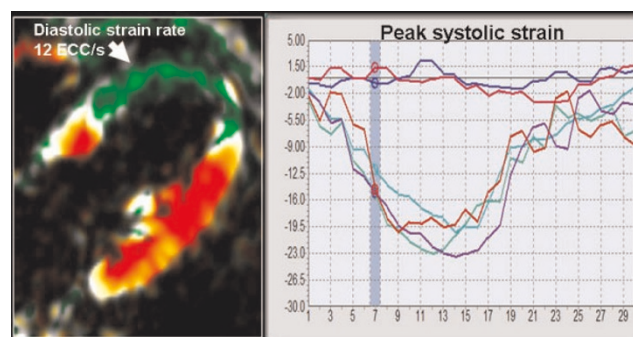 Diastolic strain rate
12 ECC/s
Peak systolic strain
5.00
1.50
-2.00
-5.50
-9.00
-12.5
-16.0
-19.5
-23.0
-26.5
-30.0
1 3 5 7 9 11 13 15 17 19 21 23 25 27 29